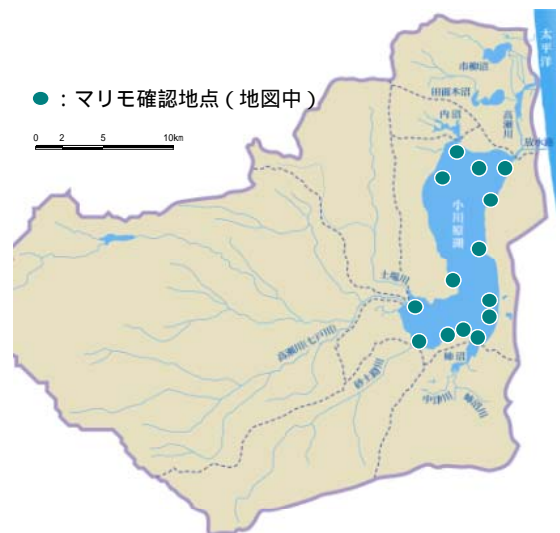 太平洋
市柳沼
田面木沼
●：マリモ確認地点（地図中）
高瀬川
内沼
放水路
0 2 5 10km
小川原湖
土場川
高瀬川(七戸川)
砂土路川
姉沼
中津川
姉沼川